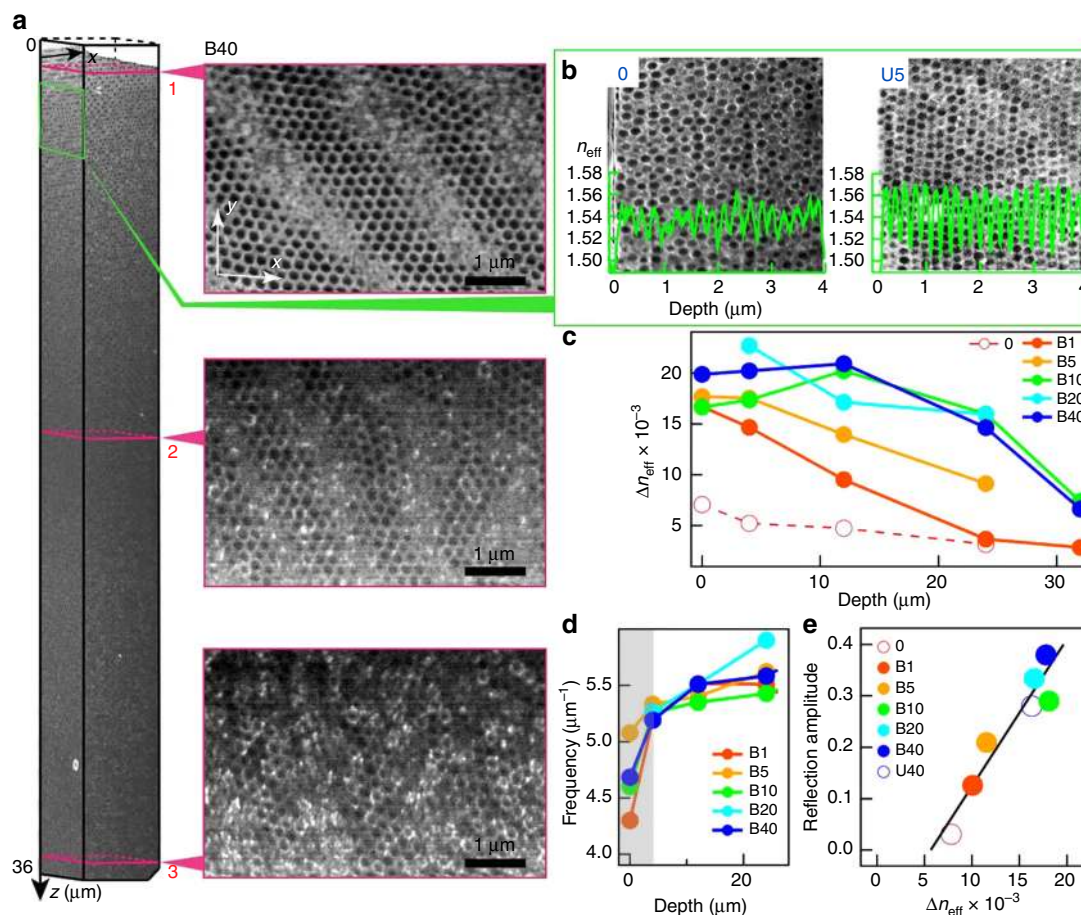 a
0
x
B40
1
y
x
1 μm
2
1 μm
36
z (μm)
3
1 μm
b
0
U5
n eff
1.58
1.56
1.54
1.52
1.50
1.58
1.56
1.54
1.52
1.50
0 1 2 3 4
0 1 2 3 4
Depth (μm)
c
Δn eff × 10⁻³
20
15
10
5
0 10 20 30
Depth (μm)
0
B1
B5
B10
B20
B40
d
Frequency (μm⁻¹)
5.5
5.0
4.5
4.0
0 10 20
Depth (μm)
B1
B5
B10
B20
B40
e
Reflection amplitude
0.4
0.3
0.2
0.1
0.0
0 5 10 15 20
Δn eff × 10⁻³
0
B1
B5
B10
B20
B40
U40